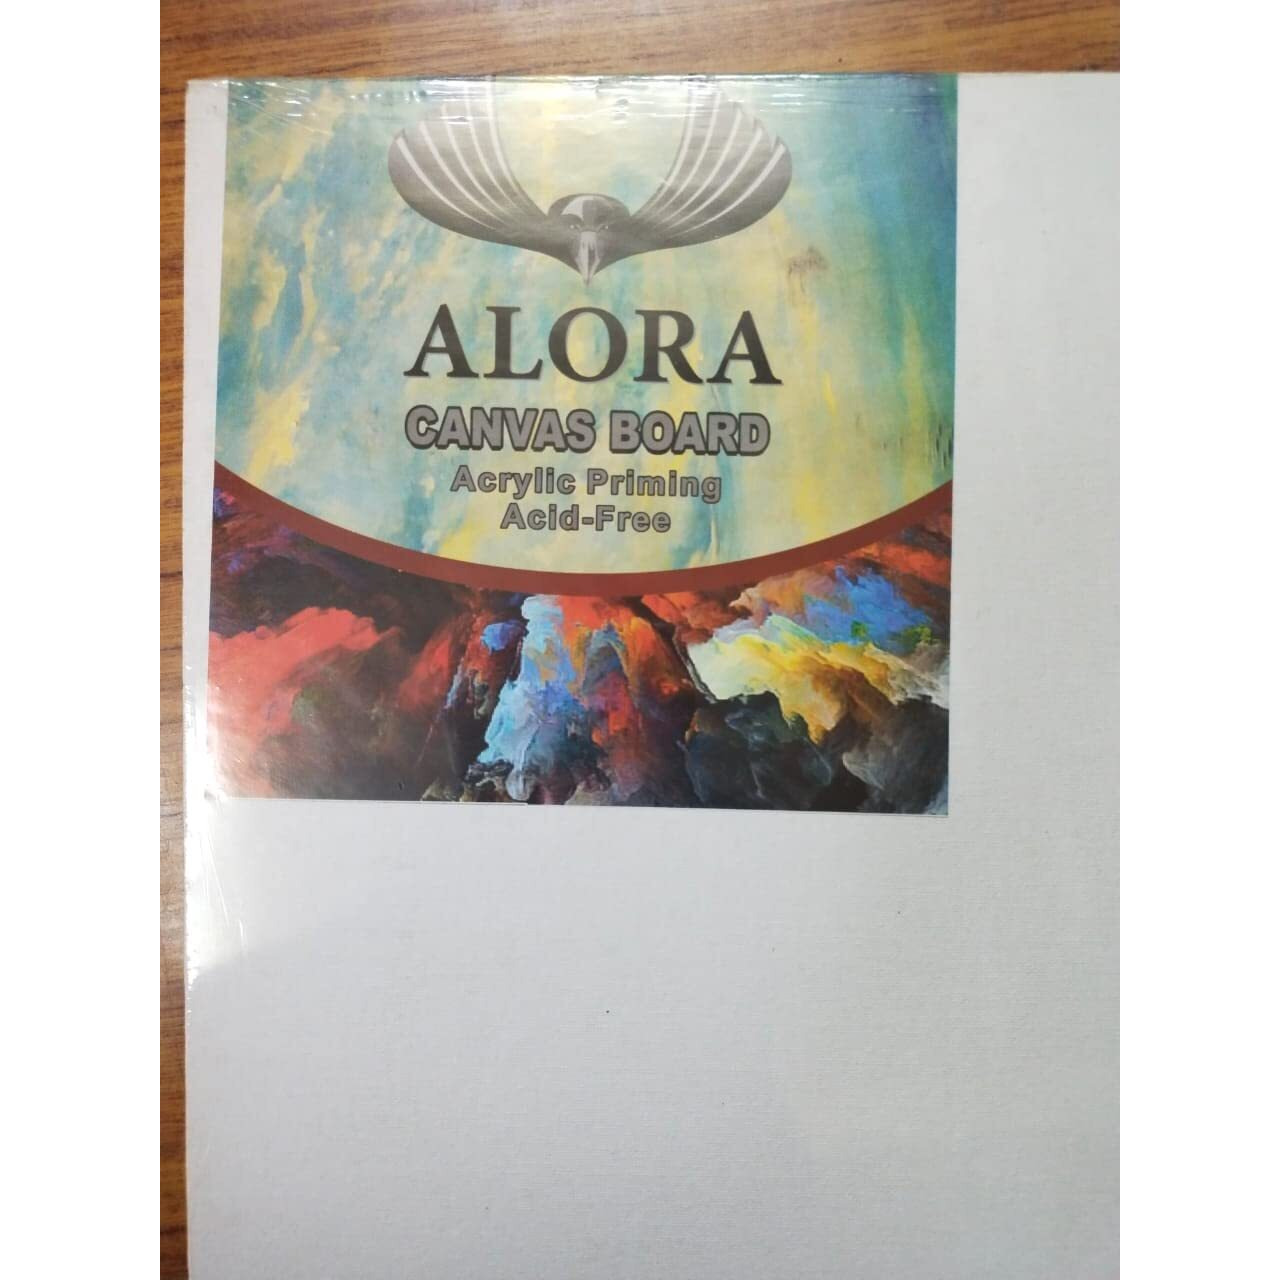 ALORA
CANVAS BOARD
Acrylic Priming
Acid-Free